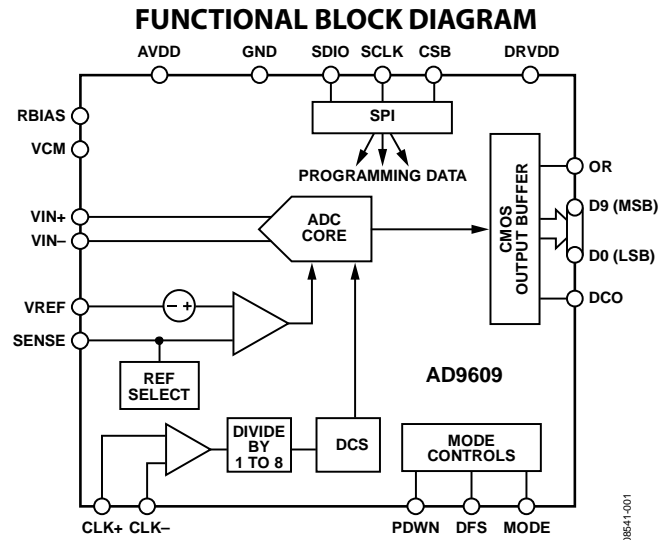 FUNCTIONAL BLOCK DIAGRAM
AVDD GND SDIO SCLK CSB DRVDD
RBIAS
VCM
SPI
PROGRAMMING DATA
VIN+
VIN–
ADC
CORE
CMOS
OUTPUT BUFFER
OR
D9 (MSB)
D0 (LSB)
DCO
VREF
– +
SENSE
REF
SELECT
AD9609
DIVIDE
BY
1 TO 8
DCS
MODE
CONTROLS
CLK+ CLK– PDWN DFS MODE
08541-001